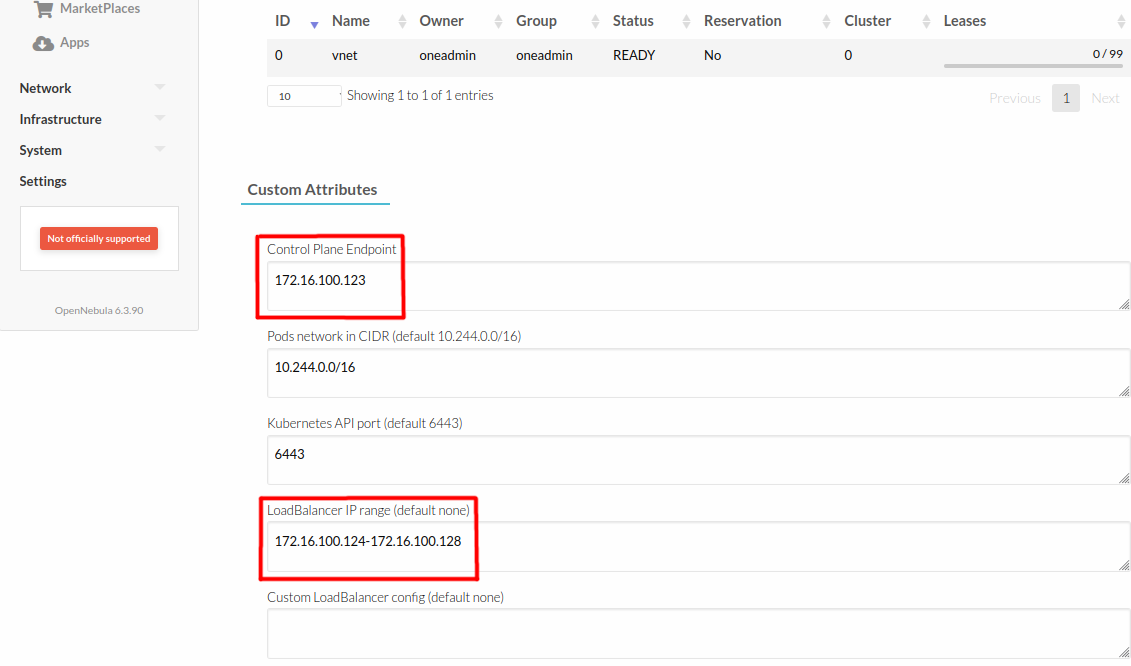 MarketPlaces
Apps
Network
Infrastructure
System
Settings
Not officially supported
OpenNebula 6.3.90
ID Name Owner Group Status Reservation Cluster Leases
0 vnet oneadmin oneadmin READY No 0 0 / 99
10 Showing 1 to 1 of 1 entries Previous 1 Next
Custom Attributes
Control Plane Endpoint
172.16.100.123
Pods network in CIDR (default 10.244.0.0/16)
10.244.0.0/16
Kubernetes API port (default 6443)
6443
LoadBalancer IP range (default none)
172.16.100.124-172.16.100.128
Custom LoadBalancer config (default none)